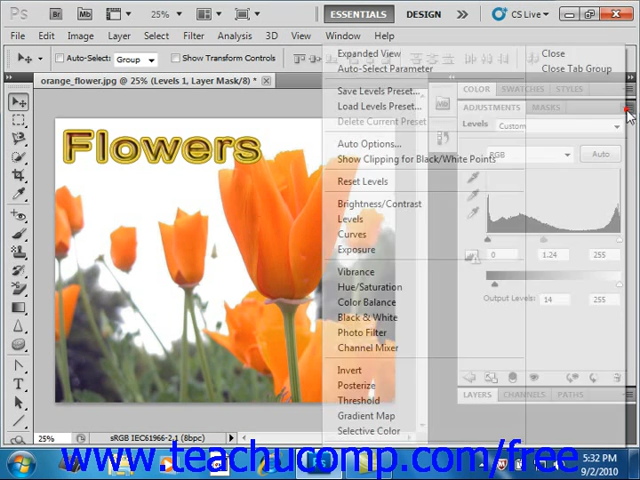 Ps
25%
ESSENTIALS
DESIGN
>>
CS Live
File Edit Image Layer Select Filter Analysis 3D View Window Help
Auto-Select: Group Show Transform Controls
orange_flower.jpg @ 25% (Levels 1, Layer Mask/8) *
Flowers
Expanded View
Auto-Select Parameter
Save Levels Preset...
Load Levels Preset...
Delete Current Preset
Auto Options...
Show Clipping for Black/White Points
Reset Levels
Brightness/Contrast
Levels
Curves
Exposure
Vibrance
Hue/Saturation
Color Balance
Black & White
Photo Filter
Channel Mixer
Invert
Posterize
Threshold
Gradient Map
Selective Color
Close
Close Tab Group
COLOR SWATCHES STYLES
ADJUSTMENTS MASKS
Levels Custom
RGB Auto
0 1.24 255
Output Levels: 14 255
LAYERS CHANNELS PATHS
25% sRGB IEC61966-2.1 (8bpc)
www.teachucomp.com/free
5:32 PM
9/2/2010